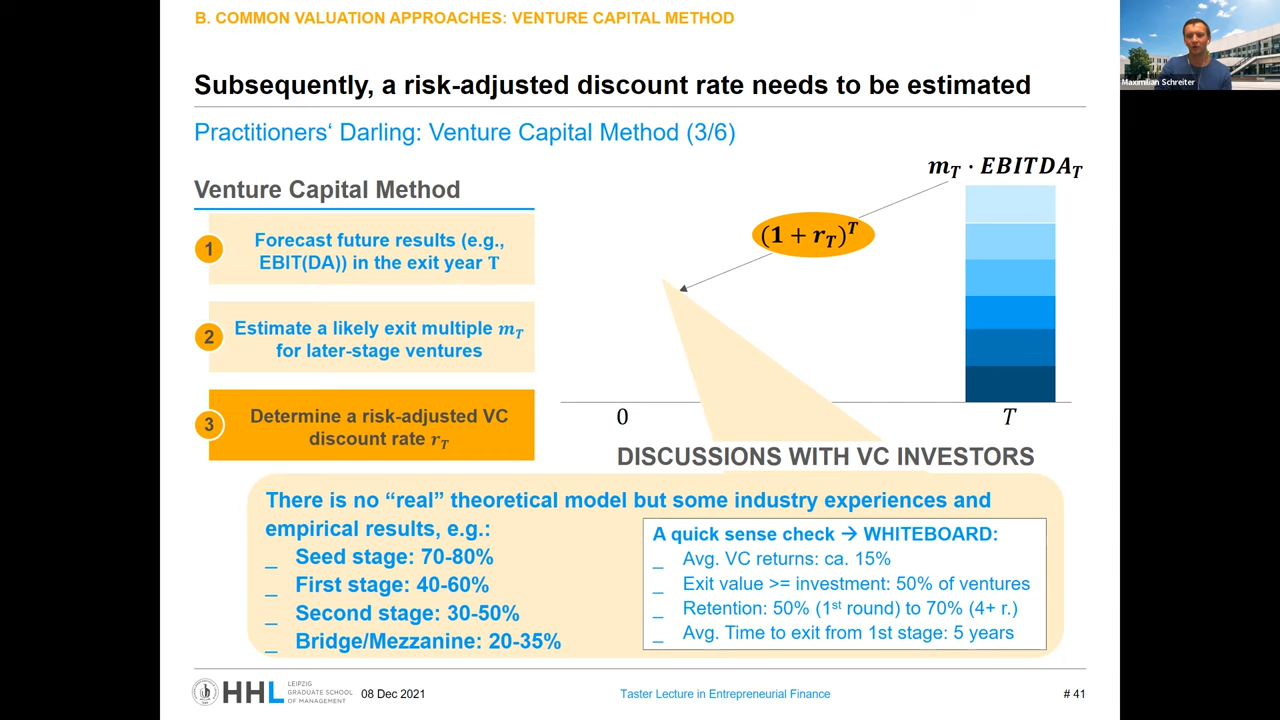 B. COMMON VALUATION APPROACHES: VENTURE CAPITAL METHOD
Maximilian Schreiter
Subsequently, a risk-adjusted discount rate needs to be estimated
Practitioners‘ Darling: Venture Capital Method (3/6)
Venture Capital Method
1
Forecast future results (e.g.,
EBIT(DA)) in the exit year T
2
Estimate a likely exit multiple m_T
for later-stage ventures
3
Determine a risk-adjusted VC
discount rate r_T
m_T · EBITDA_T
(1 + r_T)^T
0
T
DISCUSSIONS WITH VC INVESTORS
There is no “real” theoretical model but some industry experiences and
empirical results, e.g.:
_ Seed stage: 70-80%
_ First stage: 40-60%
_ Second stage: 30-50%
_ Bridge/Mezzanine: 20-35%
A quick sense check → WHITEBOARD:
_ Avg. VC returns: ca. 15%
_ Exit value >= investment: 50% of ventures
_ Retention: 50% (1st round) to 70% (4+ r.)
_ Avg. Time to exit from 1st stage: 5 years
HHL
LEIPZIG
GRADUATE SCHOOL
OF MANAGEMENT
08 Dec 2021
Taster Lecture in Entrepreneurial Finance
# 41